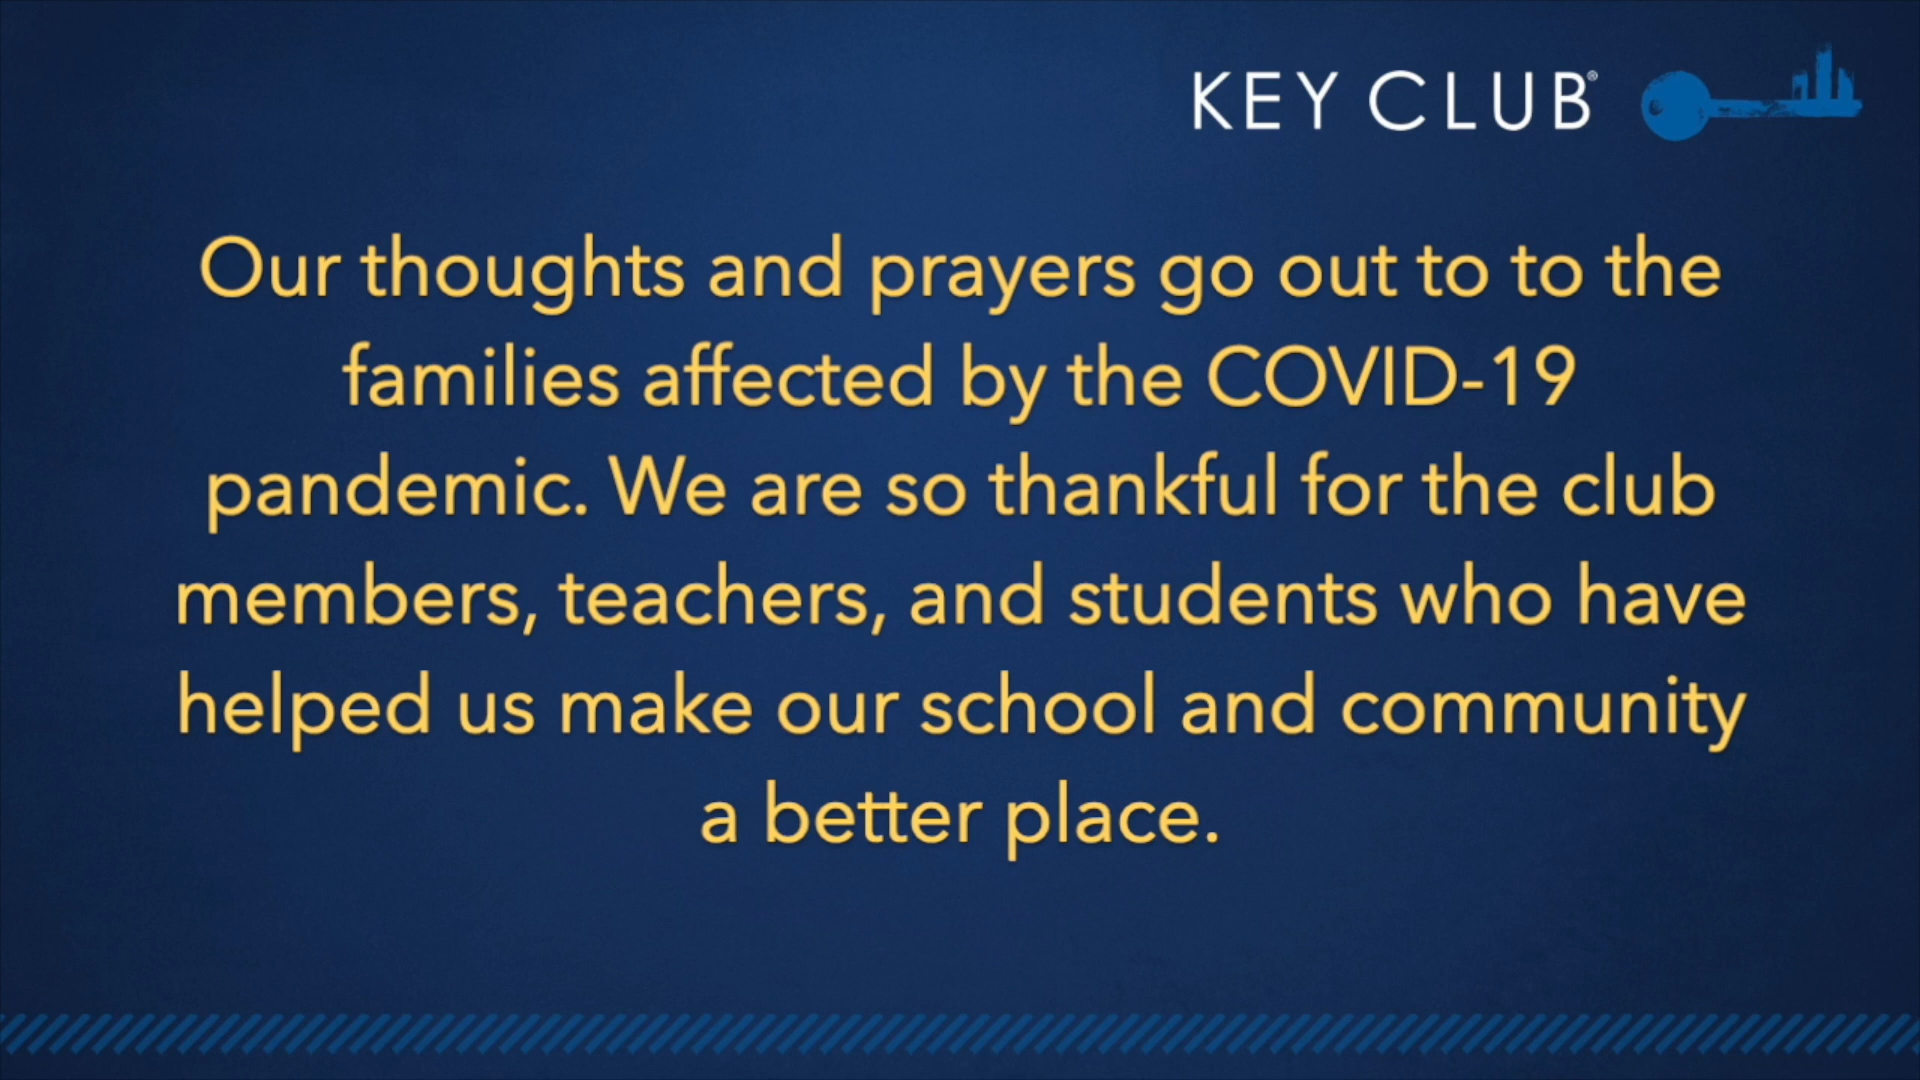 KEY CLUB®
Our thoughts and prayers go out to to the
families affected by the COVID-19
pandemic. We are so thankful for the club
members, teachers, and students who have
helped us make our school and community
a better place.